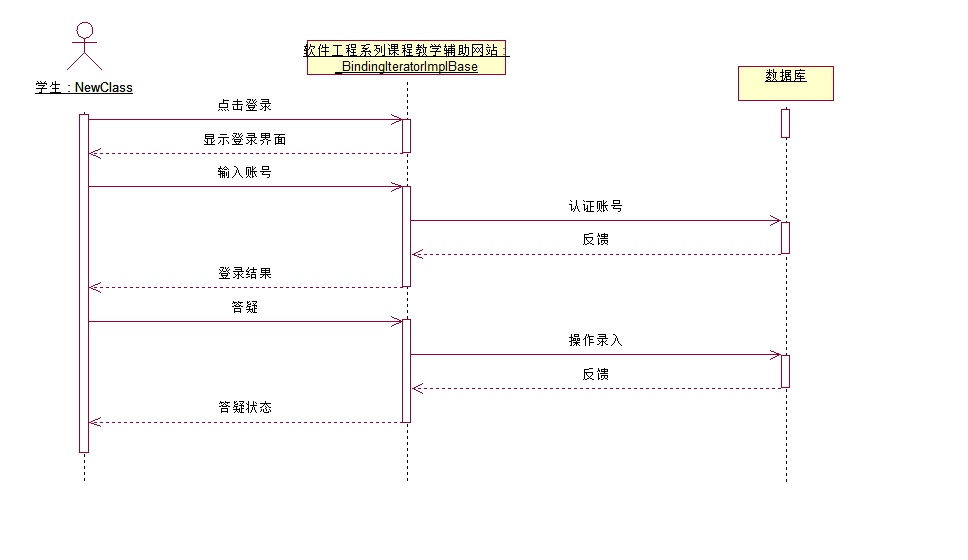 软件工程系列课程教学辅助网站 :
_BindingIteratorImplBase
数据库
学生 : NewClass
点击登录
显示登录界面
输入账号
认证账号
反馈
登录结果
答疑
操作录入
反馈
答疑状态